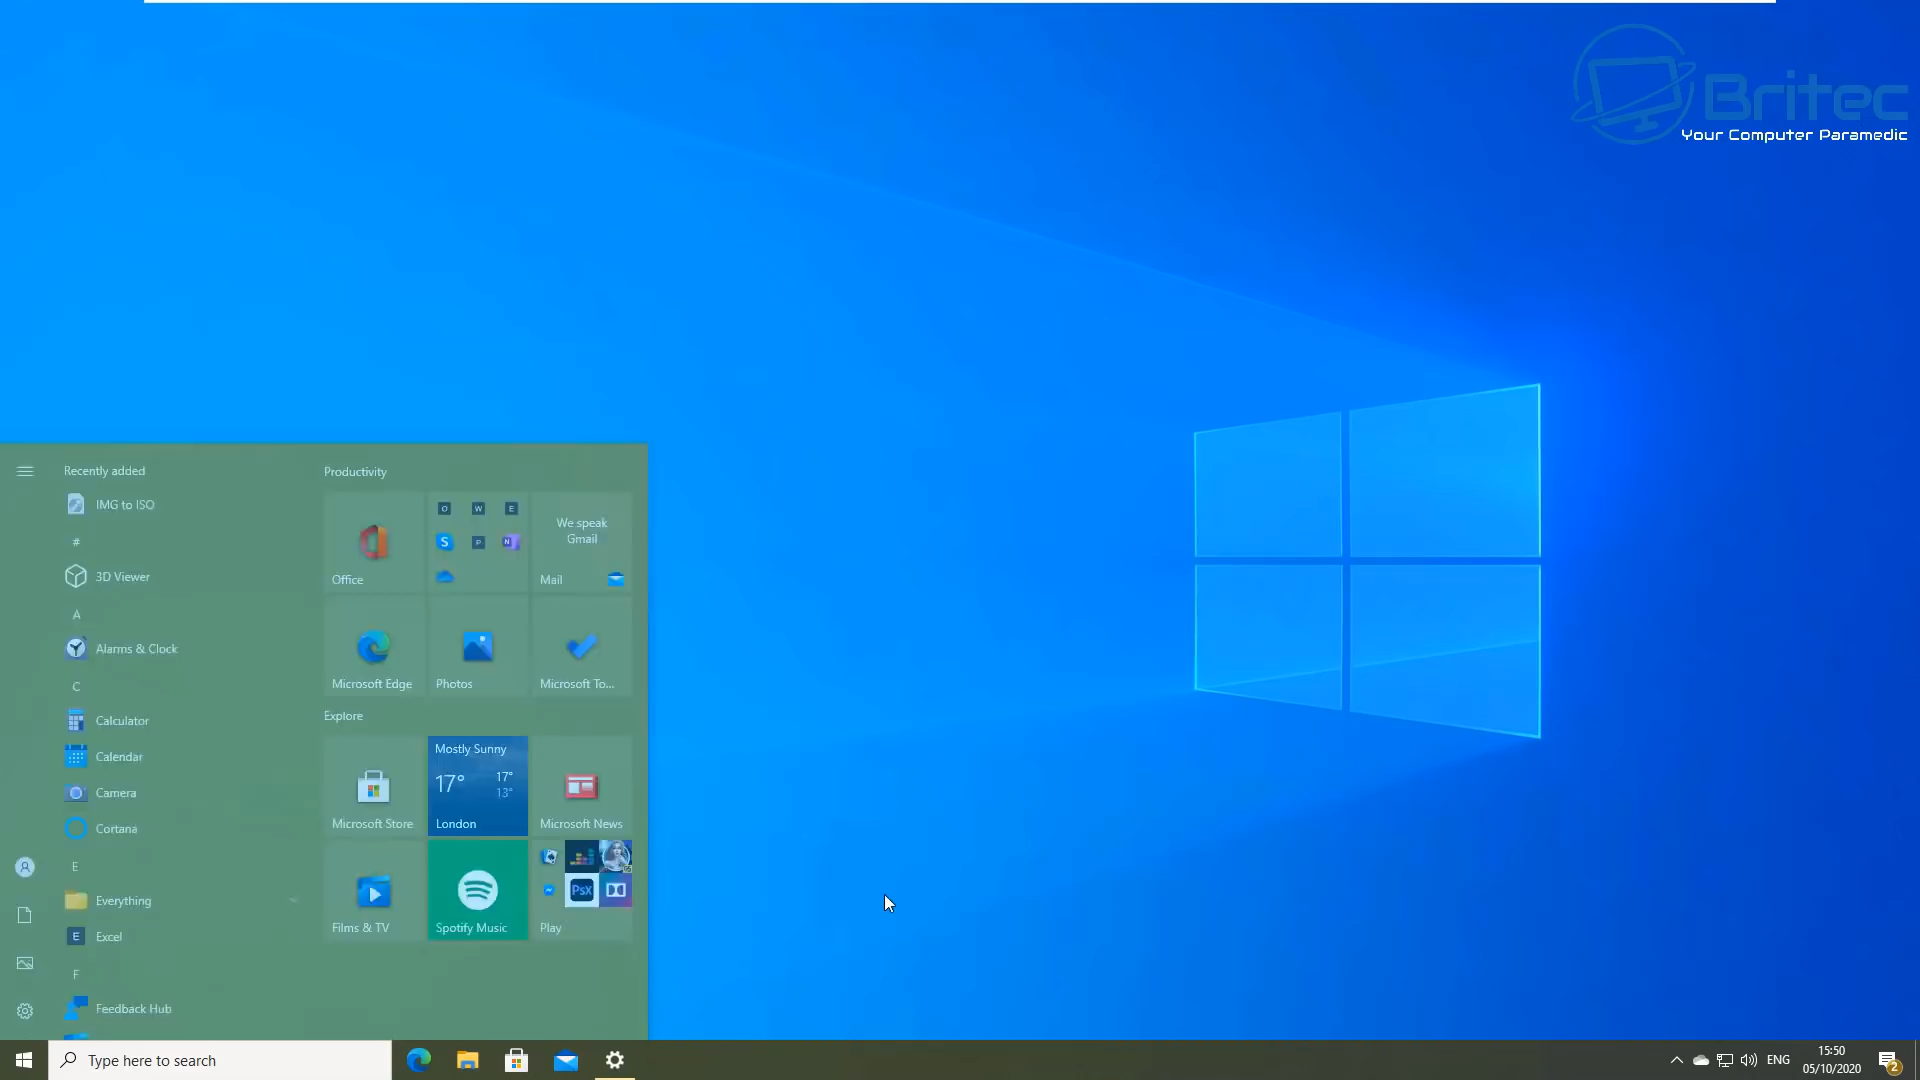 Britec
Your Computer Paramedic
Recently added
IMG to ISO
#
3D Viewer
A
Alarms & Clock
C
Calculator
Calendar
Camera
Cortana
E
Everything
E
Excel
F
Feedback Hub
Productivity
Office
O W E
S P N
We speak
Gmail
Mail
Microsoft Edge
Photos
Microsoft To...
Explore
Microsoft Store
Mostly Sunny
17° 17°
13°
London
Microsoft News
Films & TV
Spotify Music
PsX
Play
Type here to search
ENG
15:50
05/10/2020
2